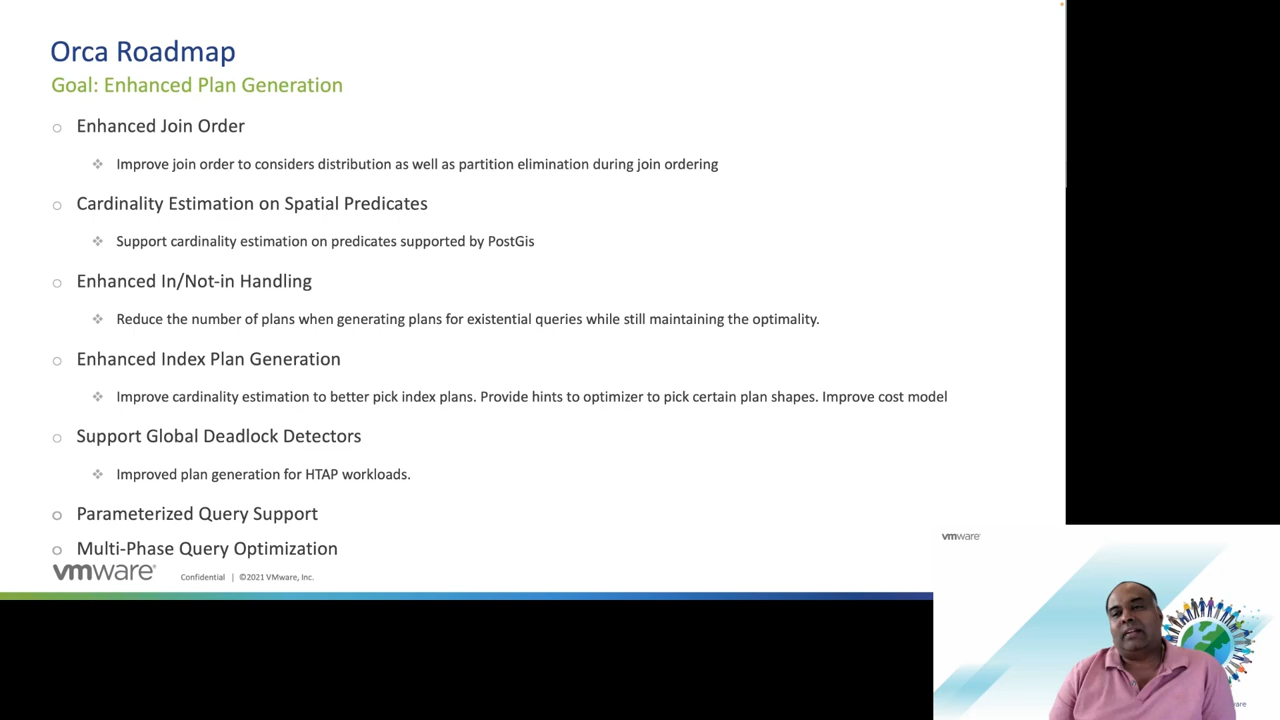 Orca Roadmap
Goal: Enhanced Plan Generation
Enhanced Join Order
Improve join order to considers distribution as well as partition elimination during join ordering
Cardinality Estimation on Spatial Predicates
Support cardinality estimation on predicates supported by PostGis
Enhanced In/Not-in Handling
Reduce the number of plans when generating plans for existential queries while still maintaining the optimality.
Enhanced Index Plan Generation
Improve cardinality estimation to better pick index plans. Provide hints to optimizer to pick certain plan shapes. Improve cost model
Support Global Deadlock Detectors
Improved plan generation for HTAP workloads.
Parameterized Query Support
Multi-Phase Query Optimization
vmware®
Confidential | ©2021 VMware, Inc.
vmware
ware